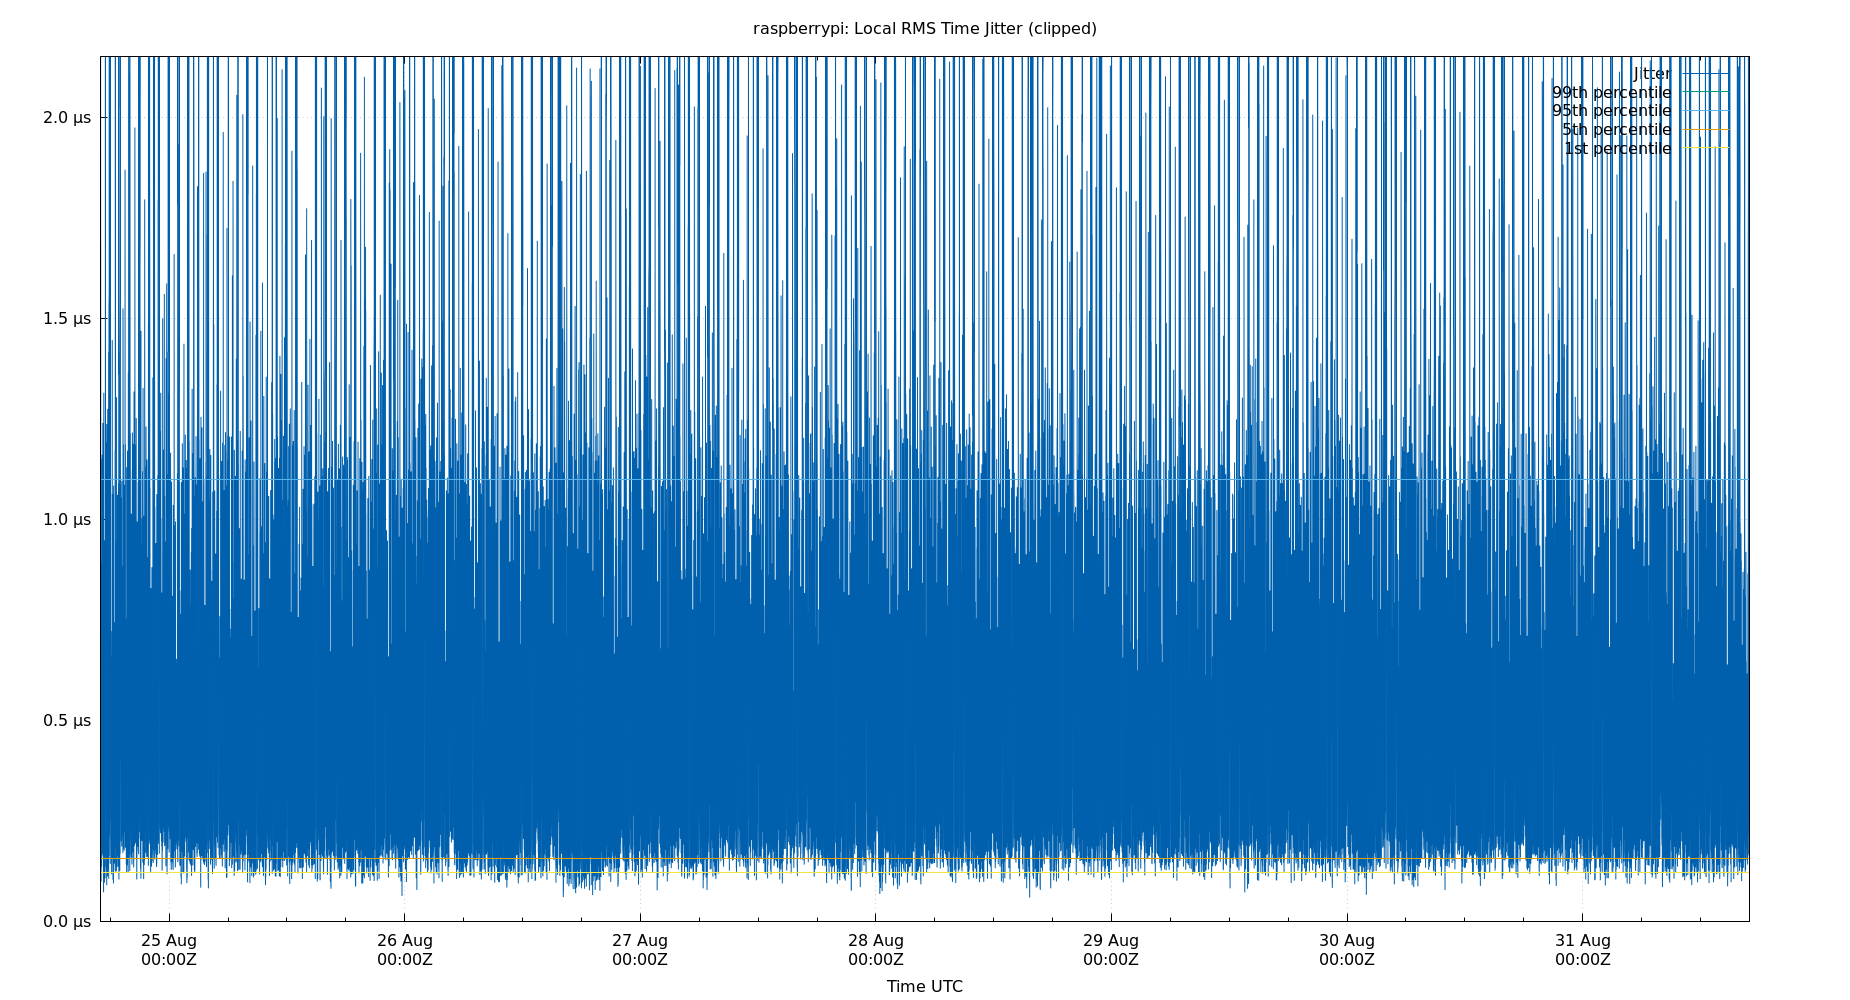 raspberrypi: Local RMS Time Jitter (clipped)
Jitter
99th percentile
95th percentile
5th percentile
1st percentile
2.0 µs
1.5 µs
1.0 µs
0.5 µs
0.0 µs
25 Aug 26 Aug 27 Aug 28 Aug 29 Aug 30 Aug 31 Aug
00:00Z 00:00Z 00:00Z 00:00Z 00:00Z 00:00Z 00:00Z
Time UTC